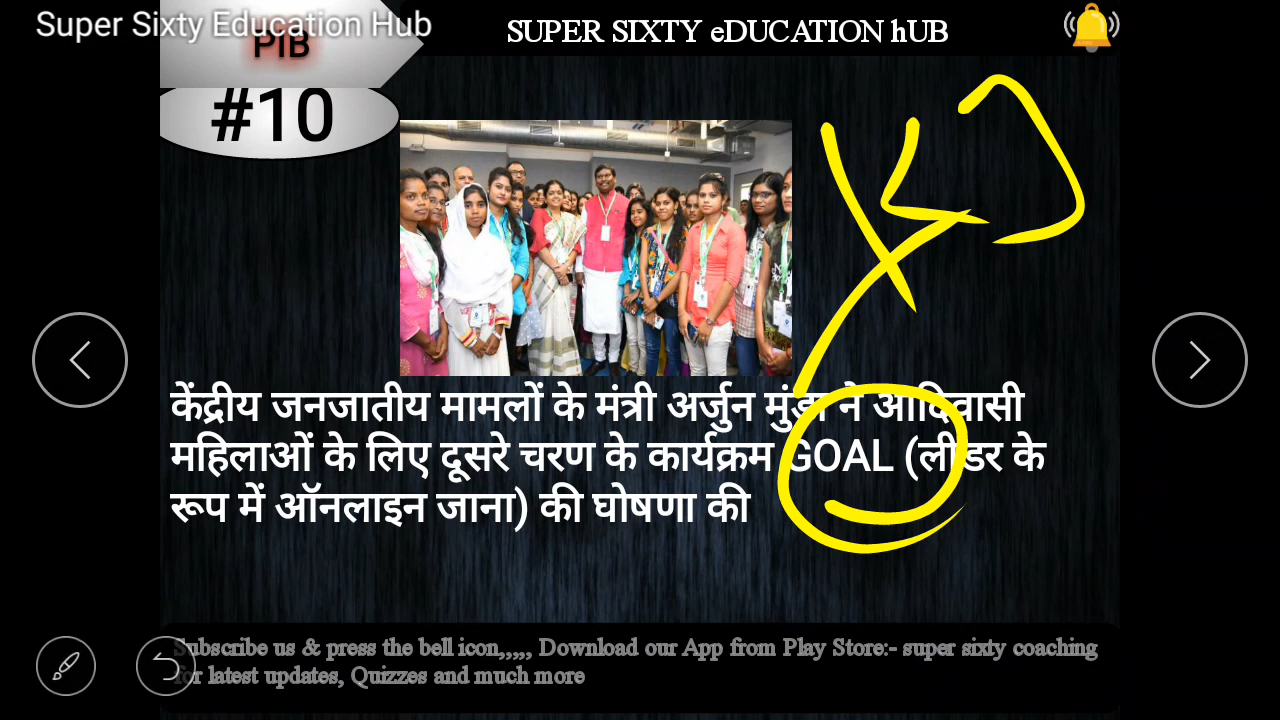 Super Sixty Education Hub
SUPER SIXTY eDUCATION hUB
PIB
#10
केंद्रीय जनजातीय मामलों के मंत्री अर्जुन मुंडा ने आदिवासी
महिलाओं के लिए दूसरे चरण के कार्यक्रम GOAL (लीडर के
रूप में ऑनलाइन जाना) की घोषणा की
Subscribe us & press the bell icon,,,,, Download our App from Play Store:- super sixty coaching
for latest updates, Quizzes and much more